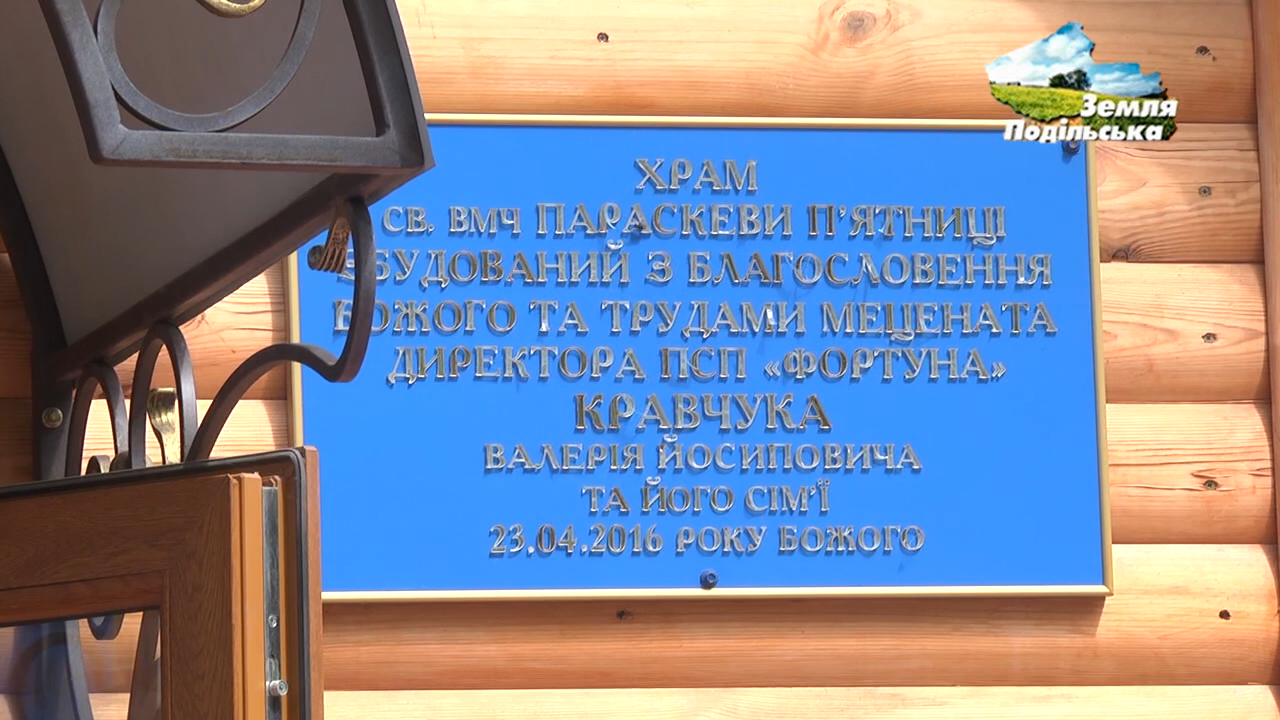 Земля
Подільська
ХРАМ
СВ. ВМЧ ПАРАСКЕВИ П'ЯТНИЦІ
ЗБУДОВАНИЙ З БЛАГОСЛОВЕННЯ
БОЖОГО ТА ТРУДАМИ МЕЦЕНАТА
ДИРЕКТОРА ПСП «ФОРТУНА»
КРАВЧУКА
ВАЛЕРІЯ ЙОСИПОВИЧА
ТА ЙОГО СІМ'Ї
23.04.2016 РОКУ БОЖОГО